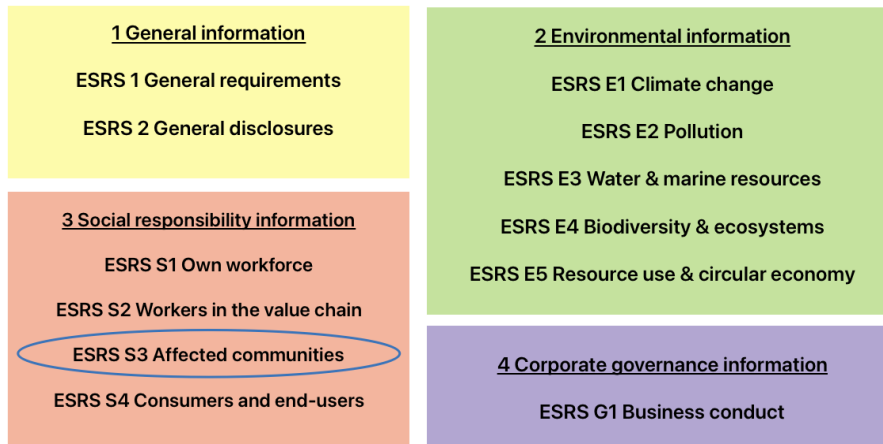 1 General information
ESRS 1 General requirements
ESRS 2 General disclosures
2 Environmental information
ESRS E1 Climate change
ESRS E2 Pollution
ESRS E3 Water & marine resources
ESRS E4 Biodiversity & ecosystems
ESRS E5 Resource use & circular economy
3 Social responsibility information
ESRS S1 Own workforce
ESRS S2 Workers in the value chain
ESRS S3 Affected communities
ESRS S4 Consumers and end-users
4 Corporate governance information
ESRS G1 Business conduct